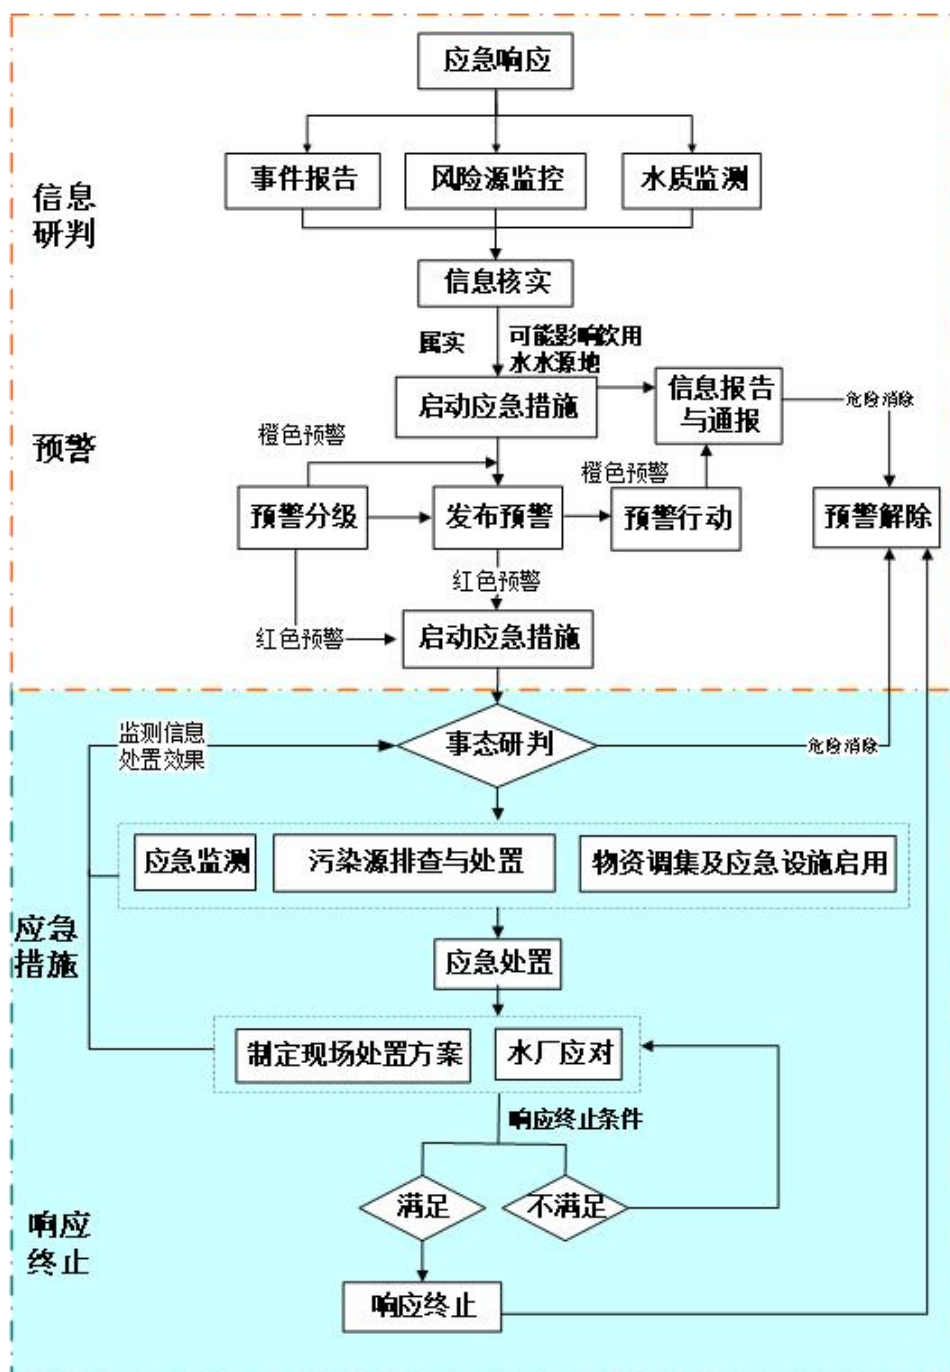 应急响应
事件报告
风险源监控
水质监测
信息
研判
信息核实
属实
可能影响饮用
水水源地
启动应急措施
信息报告
与通报
危险消除
橙色预警
预警
橙色预警
预警分级
发布预警
预警行动
预警解除
红色预警
红色预警
启动应急措施
监测信息
处置效果
事态研判
危险消除
应急监测
污染源排查与处置
物资调集及应急设施启用
应急
措施
应急处置
制定现场处置方案
水厂应对
响应终止条件
满足
不满足
响应
终止
响应终止